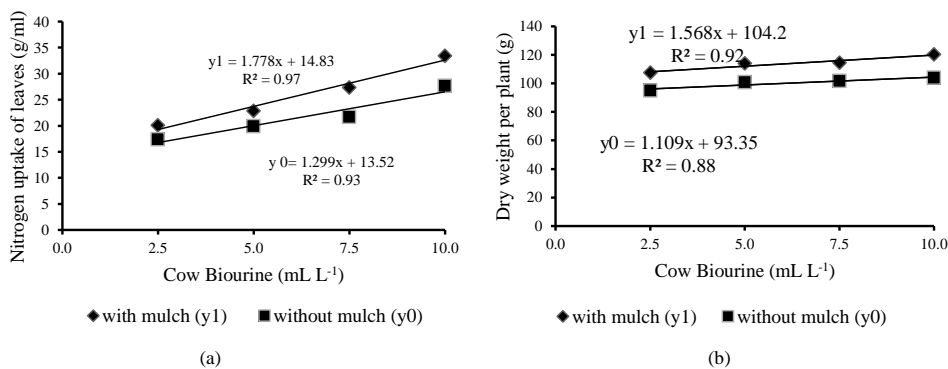 Nitrogen uptake of leaves (g/ml)
40
35
30
25
20
15
10
5
0
0.0 2.5 5.0 7.5 10.0
y1 = 1.778x + 14.83
R² = 0.97
y 0= 1.299x + 13.52
R² = 0.93
Cow Biourine (mL L⁻¹)
with mulch (y1) without mulch (y0)
(a)
Dry weight per plant (g)
140
120
100
80
60
40
20
0
0.0 2.5 5.0 7.5 10.0
y1 = 1.568x + 104.2
R² = 0.92
y0 = 1.109x + 93.35
R² = 0.88
Cow Biourine (mL L⁻¹)
with mulch (y1) without mulch (y0)
(b)